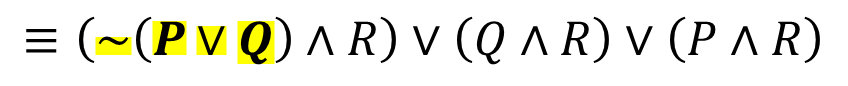 ≡ (~(P ∨ Q) ∧ R) ∨ (Q ∧ R) ∨ (P ∧ R)